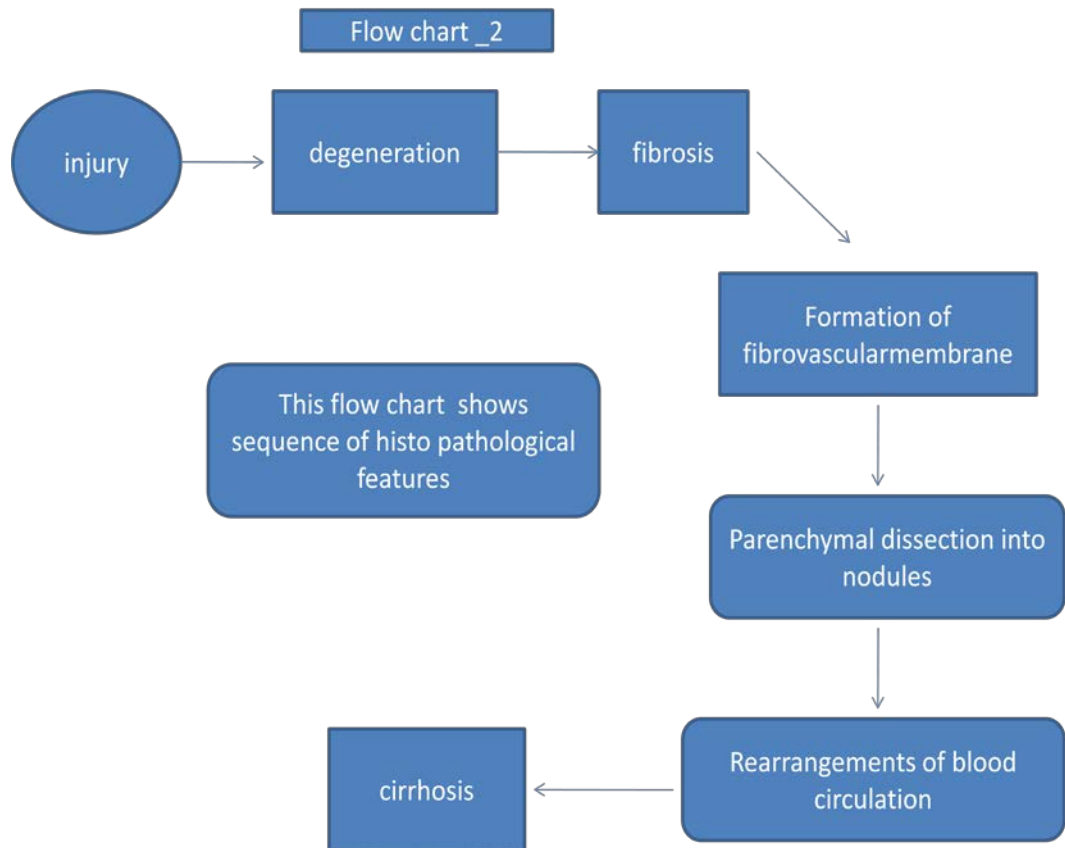 Flow chart _2
injury
degeneration
fibrosis
Formation of
fibrovascularmembrane
This flow chart  shows
sequence of histo pathological
features
Parenchymal dissection into
nodules
Rearrangements of blood
circulation
cirrhosis